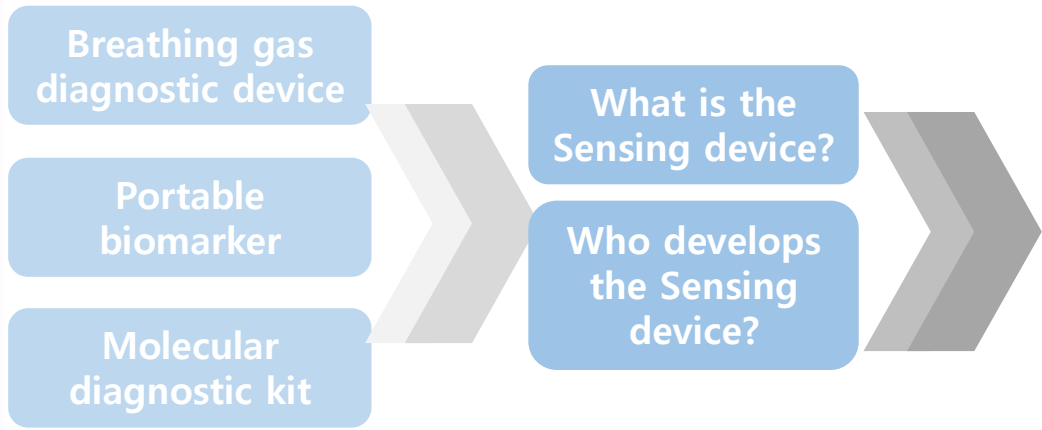 Breathing gas
diagnostic device
Portable
biomarker
Molecular
diagnostic kit
What is the
Sensing device?
Who develops
the Sensing
device?